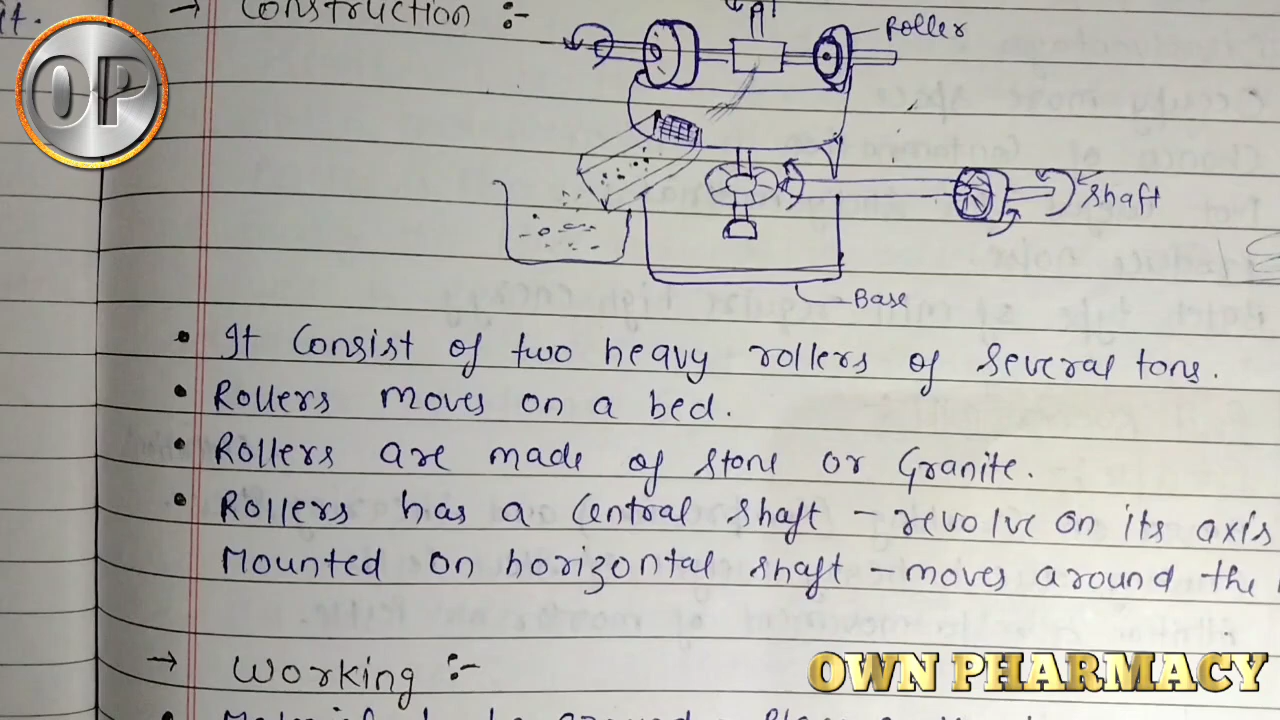 → Construction :-
Roller
OP
Shaft
Base
• It Consist of two heavy rollers of several tons.
• Rollers moves on a bed.
• Rollers are made of stone or Granite.
• Rollers has a Central shaft - revolve on its axis
Mounted on horizontal shaft - moves around the
→ Working :-
OWN PHARMACY